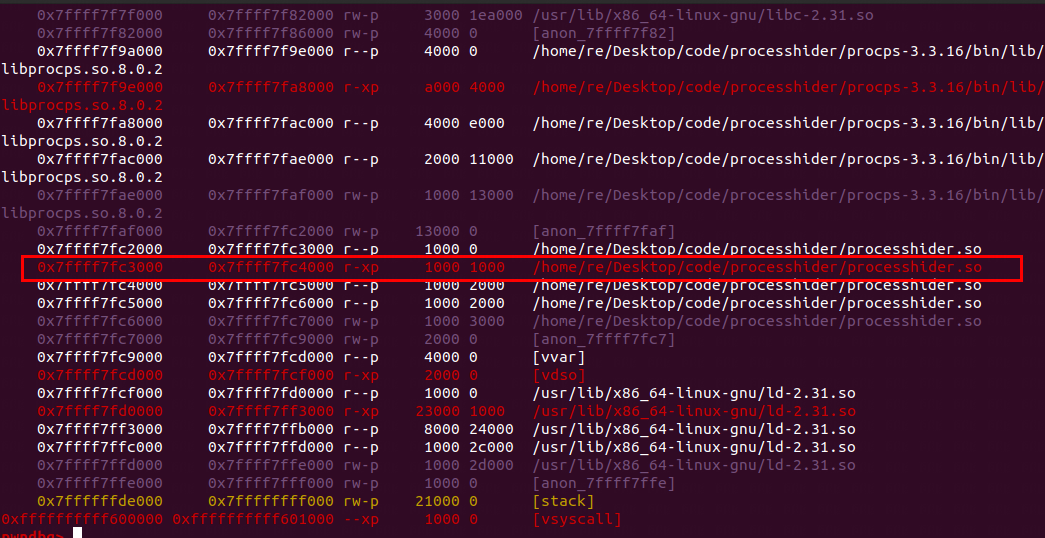 0x7ffff7f7f000 0x7ffff7f82000 rw-p 3000 1ea000 /usr/lib/x86_64-linux-gnu/libc-2.31.so
0x7ffff7f82000 0x7ffff7f86000 rw-p 4000 0 [anon_7ffff7f82]
0x7ffff7f9a000 0x7ffff7f9e000 r--p 4000 0 /home/re/Desktop/code/processhider/procps-3.3.16/bin/lib/
libprocps.so.8.0.2
0x7ffff7f9e000 0x7ffff7fa8000 r-xp a000 4000 /home/re/Desktop/code/processhider/procps-3.3.16/bin/lib/
libprocps.so.8.0.2
0x7ffff7fa8000 0x7ffff7fac000 r--p 4000 e000 /home/re/Desktop/code/processhider/procps-3.3.16/bin/lib/
libprocps.so.8.0.2
0x7ffff7fac000 0x7ffff7fae000 r--p 2000 11000 /home/re/Desktop/code/processhider/procps-3.3.16/bin/lib/
libprocps.so.8.0.2
0x7ffff7fae000 0x7ffff7faf000 rw-p 1000 13000 /home/re/Desktop/code/processhider/procps-3.3.16/bin/lib/
libprocps.so.8.0.2
0x7ffff7faf000 0x7ffff7fc2000 rw-p 13000 0 [anon_7ffff7faf]
0x7ffff7fc2000 0x7ffff7fc3000 r--p 1000 0 /home/re/Desktop/code/processhider/processhider.so
0x7ffff7fc3000 0x7ffff7fc4000 r-xp 1000 1000 /home/re/Desktop/code/processhider/processhider.so
0x7ffff7fc4000 0x7ffff7fc5000 r--p 1000 2000 /home/re/Desktop/code/processhider/processhider.so
0x7ffff7fc5000 0x7ffff7fc6000 r--p 1000 2000 /home/re/Desktop/code/processhider/processhider.so
0x7ffff7fc6000 0x7ffff7fc7000 rw-p 1000 3000 /home/re/Desktop/code/processhider/processhider.so
0x7ffff7fc7000 0x7ffff7fc9000 rw-p 2000 0 [anon_7ffff7fc7]
0x7ffff7fc9000 0x7ffff7fcd000 r--p 4000 0 [vvar]
0x7ffff7fcd000 0x7ffff7fcf000 r-xp 2000 0 [vdso]
0x7ffff7fcf000 0x7ffff7fd0000 r--p 1000 0 /usr/lib/x86_64-linux-gnu/ld-2.31.so
0x7ffff7fd0000 0x7ffff7ff3000 r-xp 23000 1000 /usr/lib/x86_64-linux-gnu/ld-2.31.so
0x7ffff7ff3000 0x7ffff7ffb000 r--p 8000 24000 /usr/lib/x86_64-linux-gnu/ld-2.31.so
0x7ffff7ffc000 0x7ffff7ffd000 r--p 1000 2c000 /usr/lib/x86_64-linux-gnu/ld-2.31.so
0x7ffff7ffd000 0x7ffff7ffe000 rw-p 1000 2d000 /usr/lib/x86_64-linux-gnu/ld-2.31.so
0x7ffff7ffe000 0x7ffff7fff000 rw-p 1000 0 [anon_7ffff7ffe]
0x7ffffffde000 0x7ffffffff000 rw-p 21000 0 [stack]
0xffffffffff600000 0xffffffffff601000 --xp 1000 0 [vsyscall]
pwndbg>